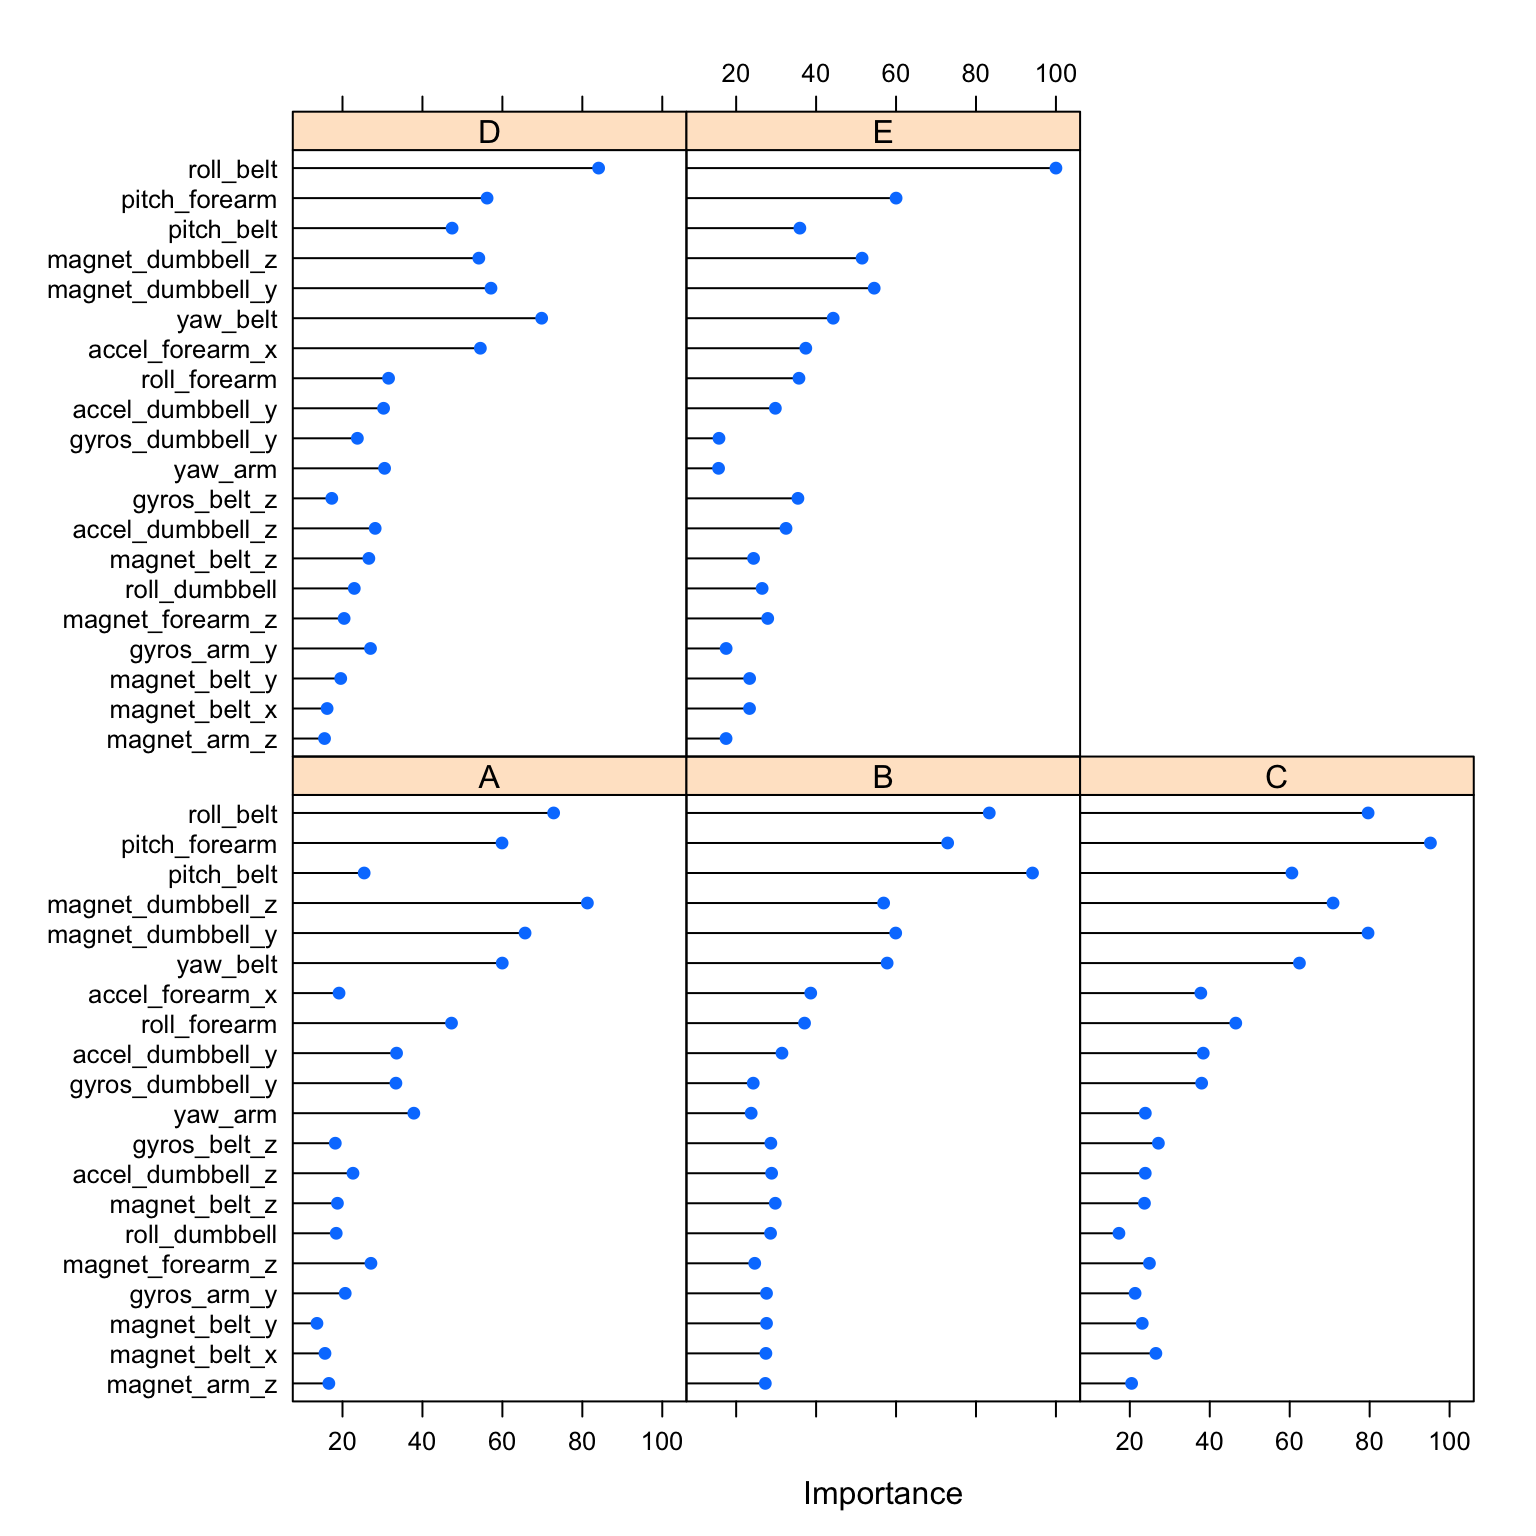 20 40 60 80 100
D E
roll_belt
pitch_forearm
pitch_belt
magnet_dumbbell_z
magnet_dumbbell_y
yaw_belt
accel_forearm_x
roll_forearm
accel_dumbbell_y
gyros_dumbbell_y
yaw_arm
gyros_belt_z
accel_dumbbell_z
magnet_belt_z
roll_dumbbell
magnet_forearm_z
gyros_arm_y
magnet_belt_y
magnet_belt_x
magnet_arm_z
A B C
roll_belt
pitch_forearm
pitch_belt
magnet_dumbbell_z
magnet_dumbbell_y
yaw_belt
accel_forearm_x
roll_forearm
accel_dumbbell_y
gyros_dumbbell_y
yaw_arm
gyros_belt_z
accel_dumbbell_z
magnet_belt_z
roll_dumbbell
magnet_forearm_z
gyros_arm_y
magnet_belt_y
magnet_belt_x
magnet_arm_z
20 40 60 80 100 20 40 60 80 100
Importance